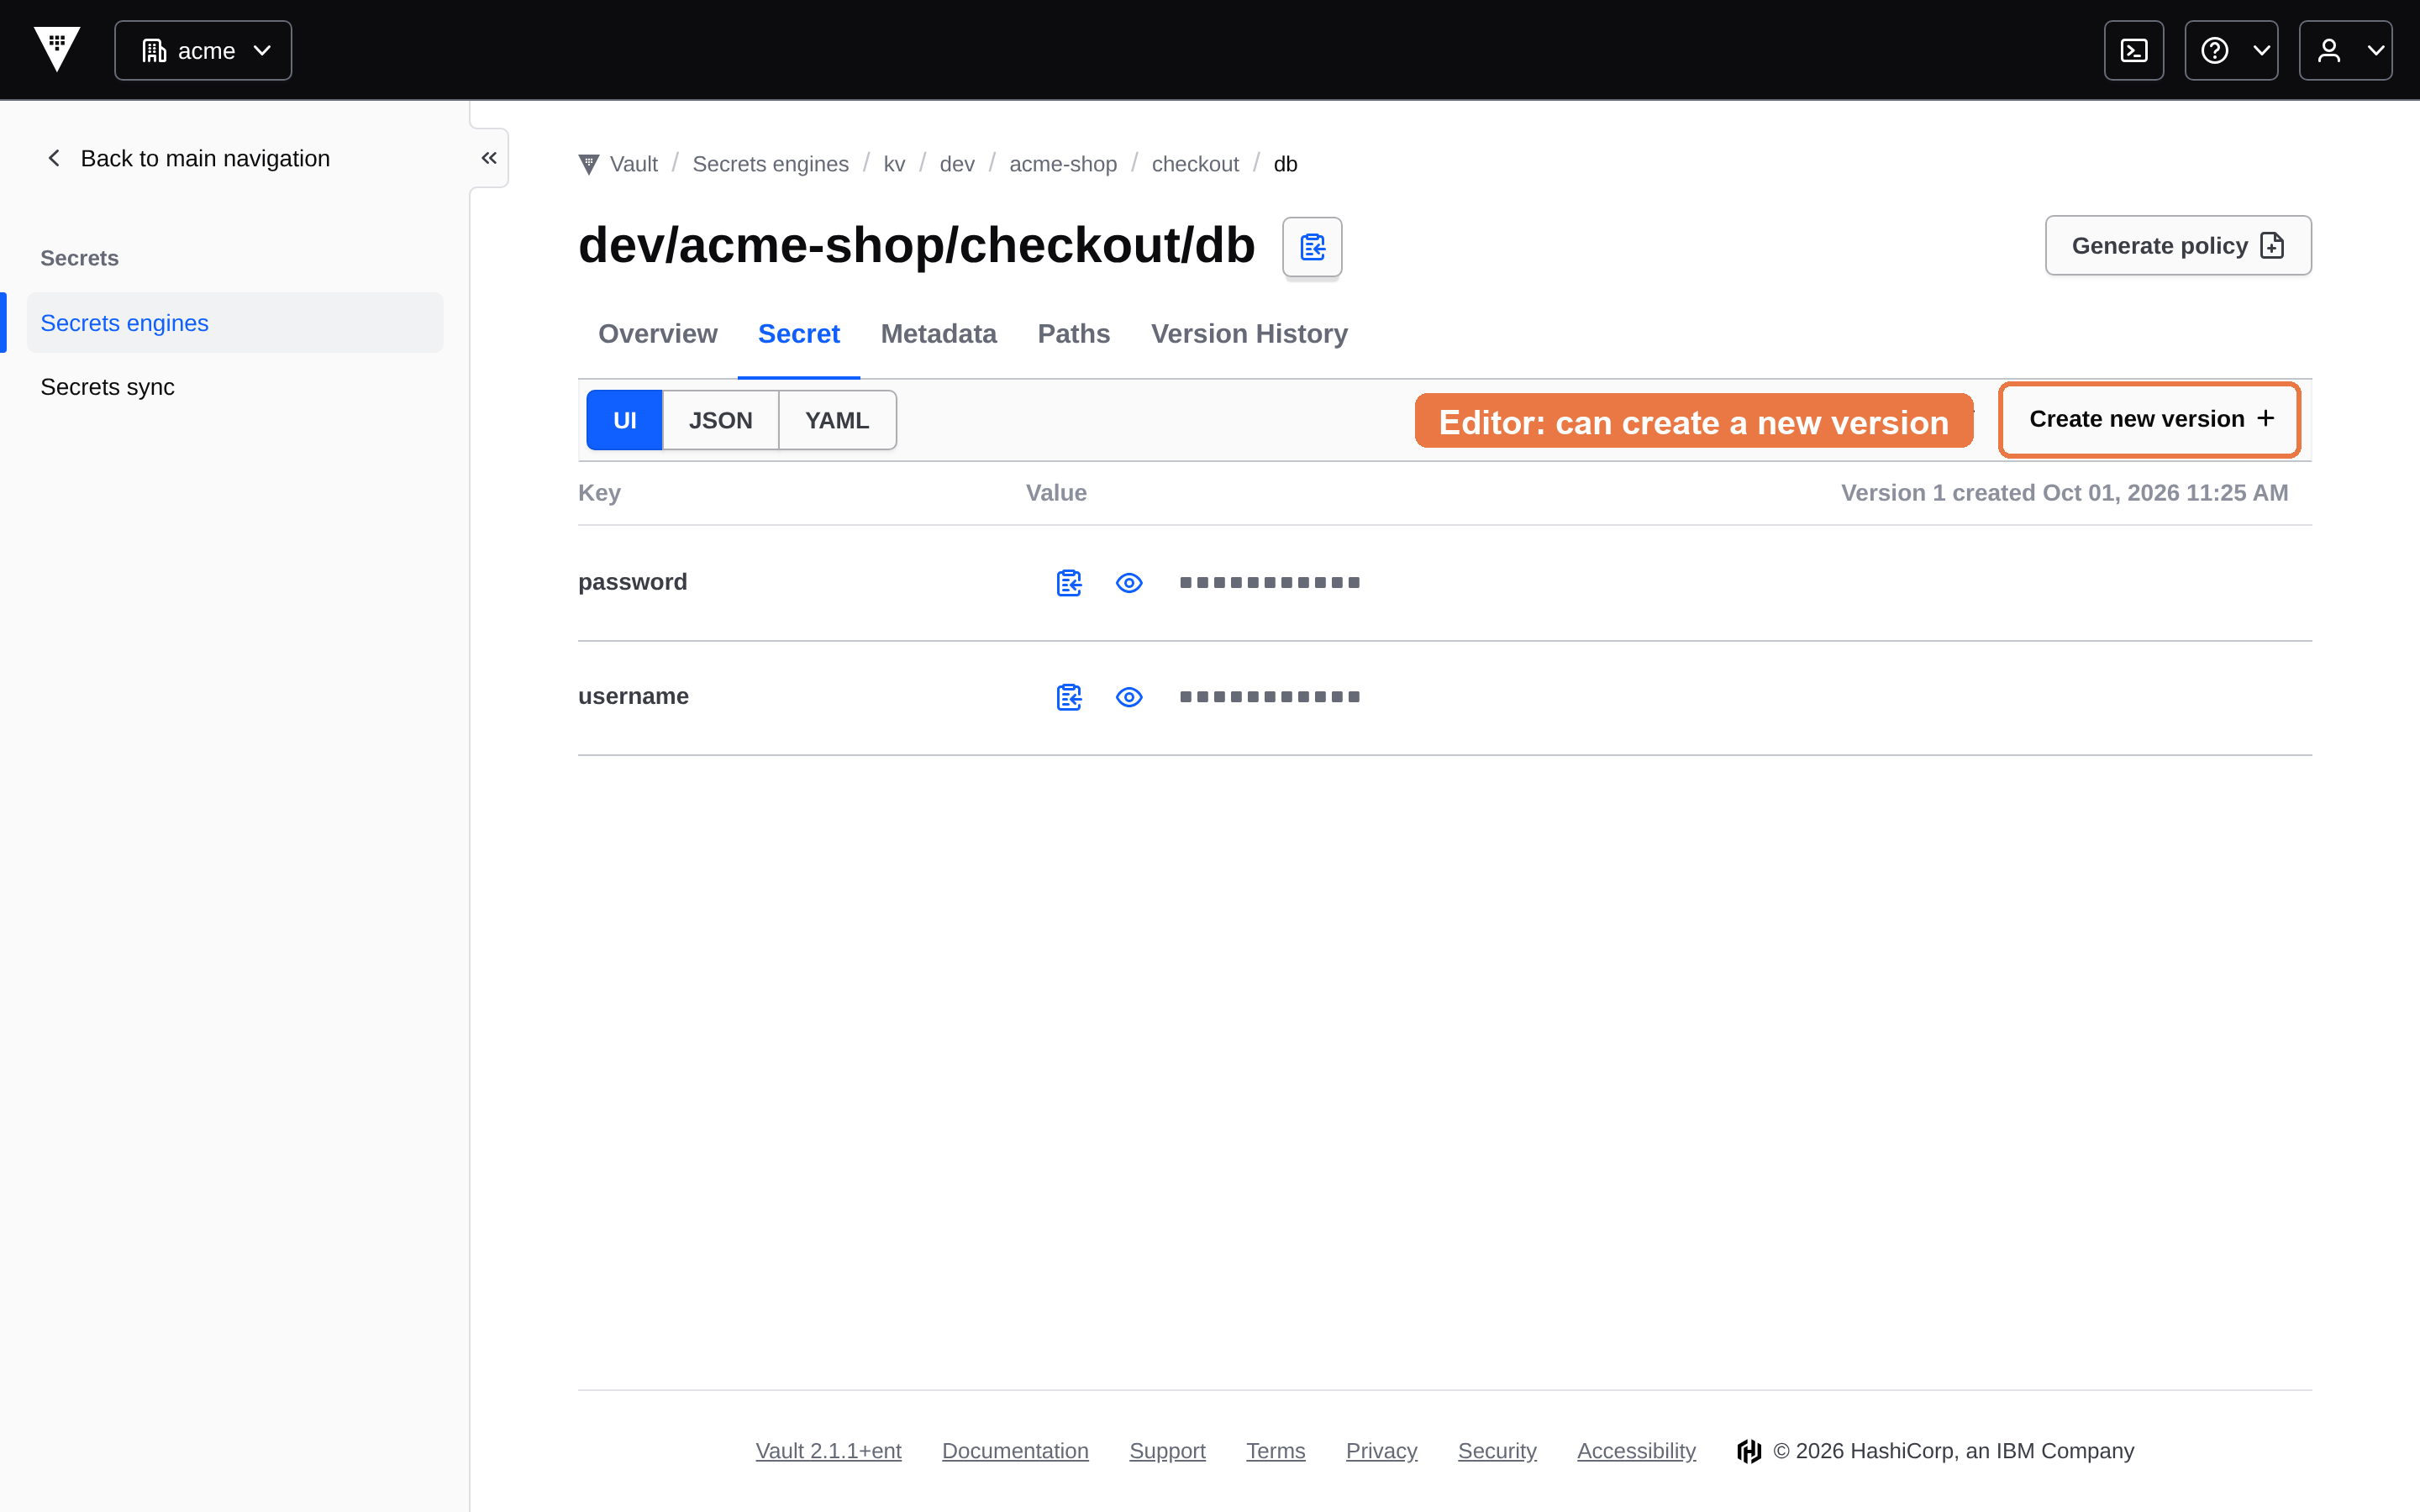 acme
Back to main navigation
Secrets
Secrets engines
Secrets sync
Vault / Secrets engines / kv / dev / acme-shop / checkout / db
dev/acme-shop/checkout/db
Generate policy
Overview Secret Metadata Paths Version History
UI JSON YAML
Editor: can create a new version
Create new version +
Key Value Version 1 created Oct 01, 2026 11:25 AM
password
username
Vault 2.1.1+ent Documentation Support Terms Privacy Security Accessibility © 2026 HashiCorp, an IBM Company